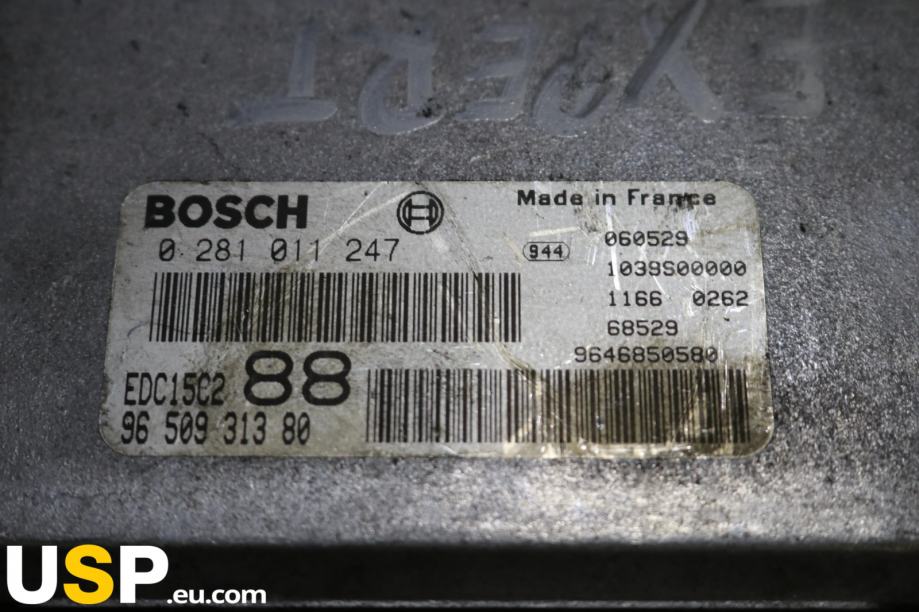 EXPERT
BOSCH
Made in France
0 281 011 247
944
060529
1039S00000
1166 0262
68529
9646850580
EDC15C2 88
96 509 313 80
USP.eu.com